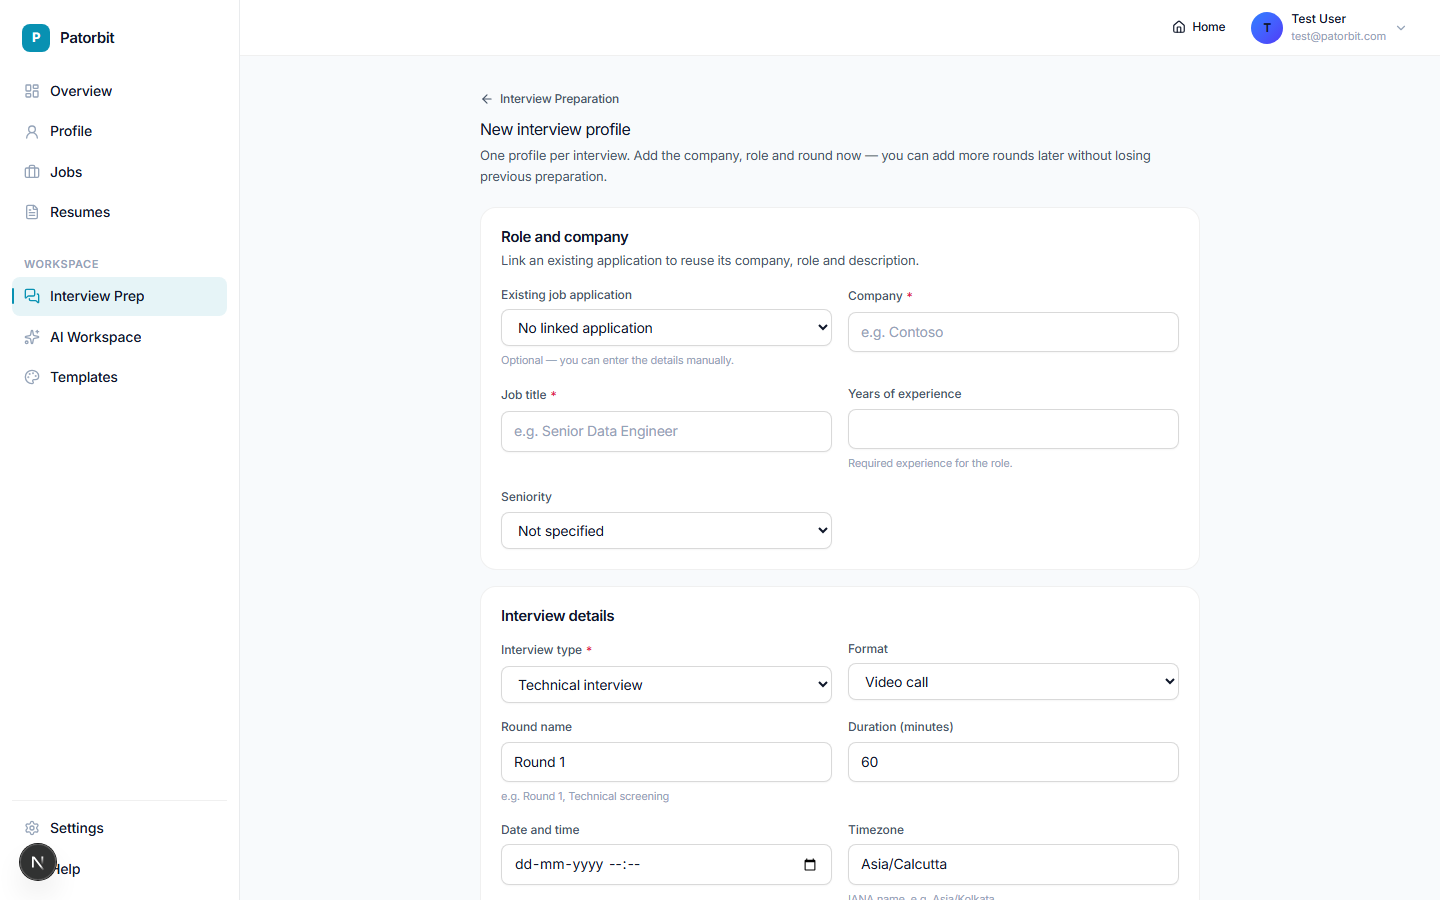 P Patorbit
Overview
Profile
Jobs
Resumes
WORKSPACE
Interview Prep
AI Workspace
Templates
Settings
N Help
Home
T Test User
test@patorbit.com
Interview Preparation
New interview profile
One profile per interview. Add the company, role and round now — you can add more rounds later without losing
previous preparation.
Role and company
Link an existing application to reuse its company, role and description.
Existing job application
No linked application
Optional — you can enter the details manually.
Company *
e.g. Contoso
Job title *
e.g. Senior Data Engineer
Years of experience
Required experience for the role.
Seniority
Not specified
Interview details
Interview type *
Technical interview
Format
Video call
Round name
Round 1
e.g. Round 1, Technical screening
Duration (minutes)
60
Date and time
dd-mm-yyyy --:--
Timezone
Asia/Calcutta
IANA name, e.g. Asia/Kolkata